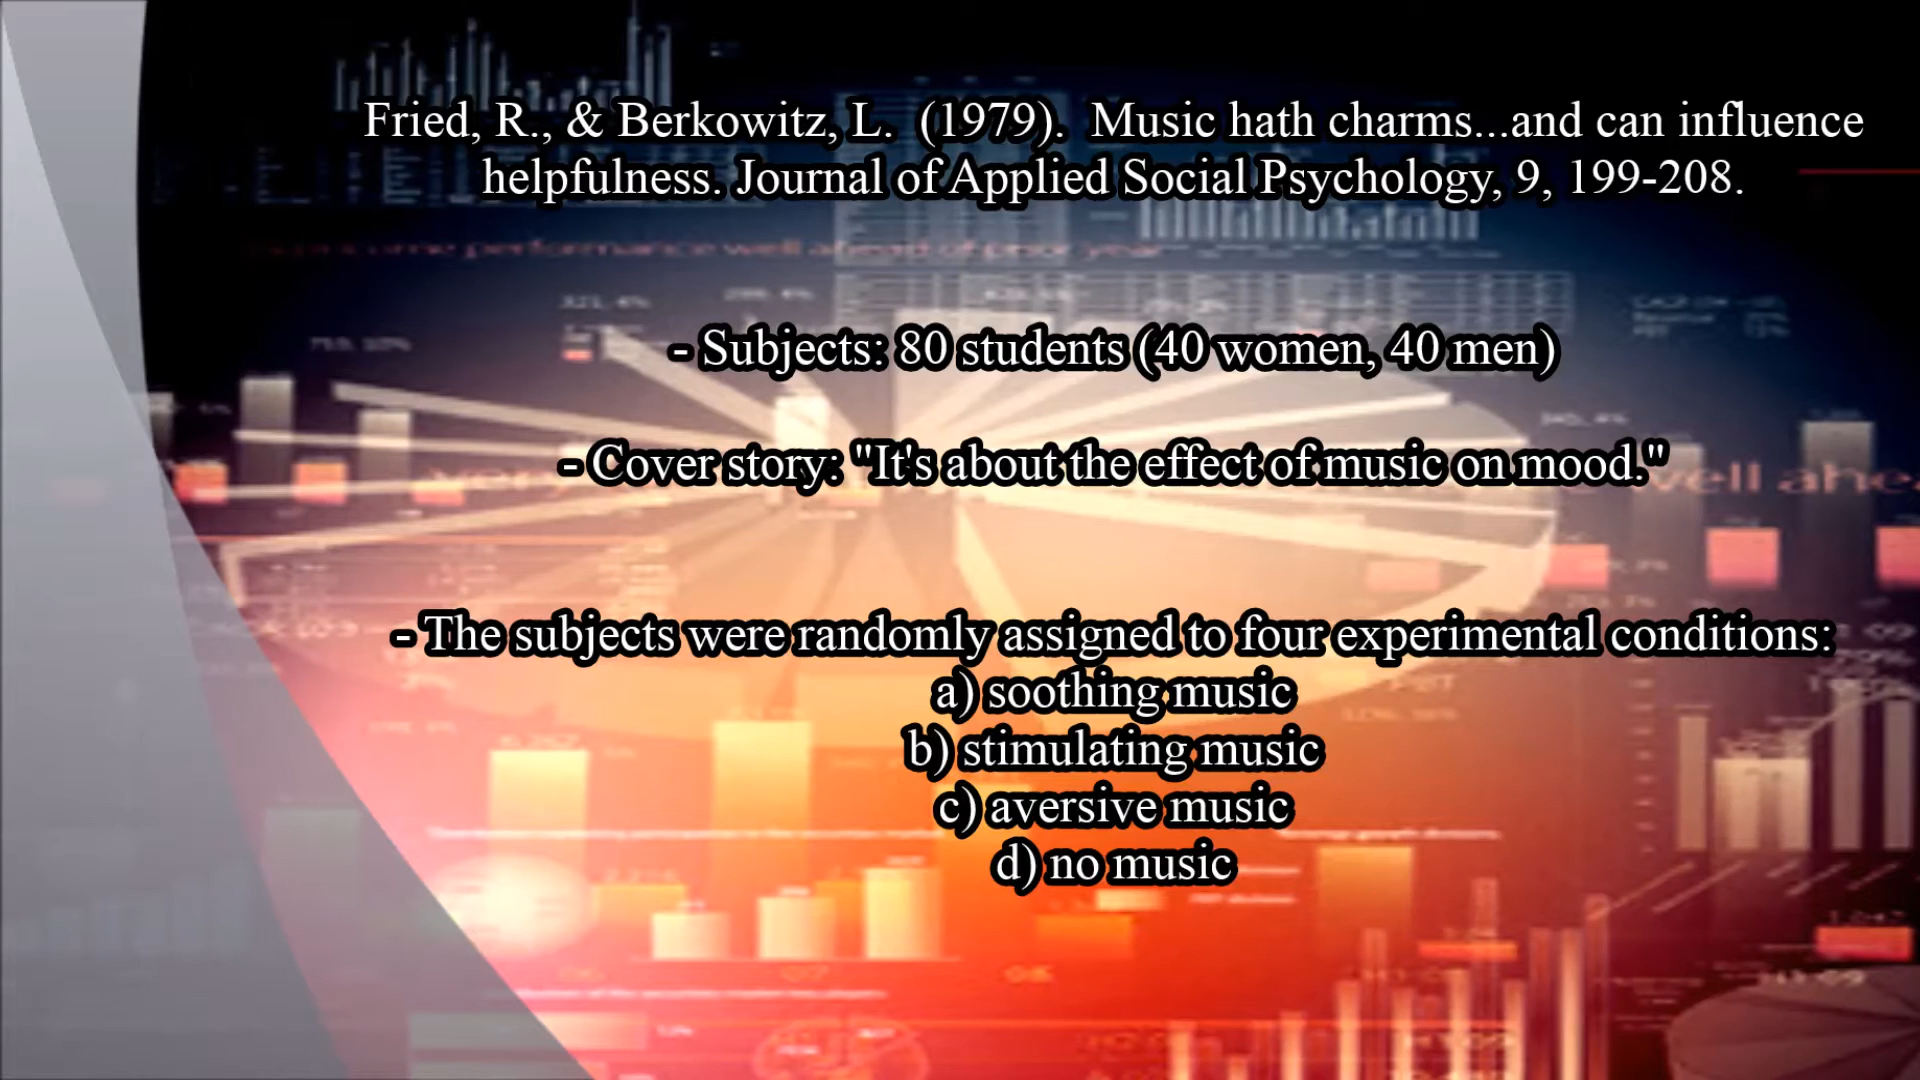 Fried, R., & Berkowitz, L.  (1979).  Music hath charms...and can influence
helpfulness. Journal of Applied Social Psychology, 9, 199-208.
- Subjects: 80 students (40 women, 40 men)
- Cover story: "It's about the effect of music on mood."
- The subjects were randomly assigned to four experimental conditions:
a) soothing music
b) stimulating music
c) aversive music
d) no music